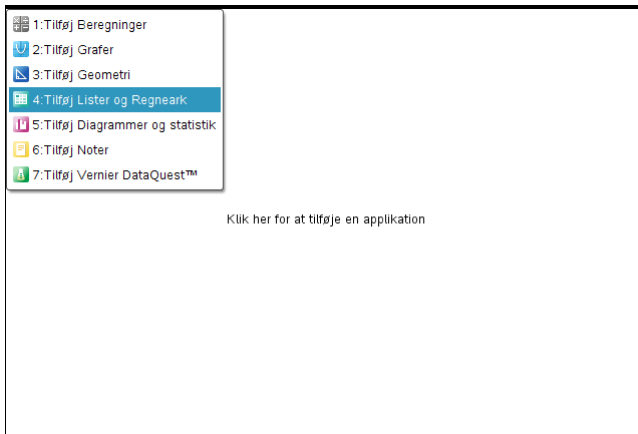 1:Tilføj Beregninger
2:Tilføj Grafer
3:Tilføj Geometri
4:Tilføj Lister og Regneark
5:Tilføj Diagrammer og statistik
6:Tilføj Noter
7:Tilføj Vernier DataQuest™
Klik her for at tilføje en applikation